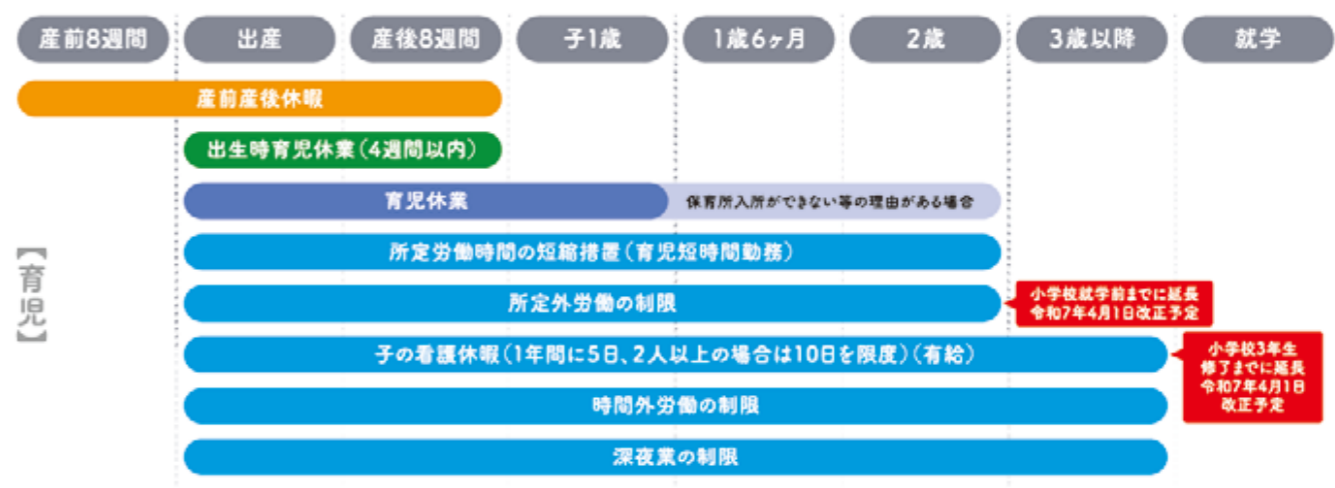 産前8週間
出産
産後8週間
子1歳
1歳6ヶ月
2歳
3歳以降
就学
産前産後休暇
出生時育児休業（4週間以内）
育児休業
保育所入所ができない等の理由がある場合
所定労働時間の短縮措置（育児短時間勤務）
【育児】
所定外労働の制限
小学校就学前までに延長
令和7年4月1日改正予定
子の看護休暇（1年間に5日、2人以上の場合は10日を限度）（有給）
小学校3年生
修了までに延長
令和7年4月1日
改正予定
時間外労働の制限
深夜業の制限